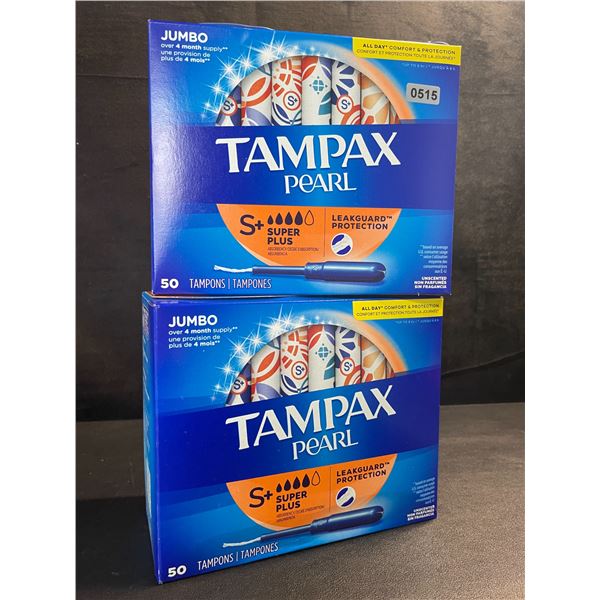 JUMBO
over 4 month supply**
une provision de
plus de 4 mois**
ALL DAY* COMFORT & PROTECTION
CONFORT ET PROTECTION TOUTE LA JOURNÉE*
0515
S+
S+
S+
TAMPAX
PEARL
S+
SUPER
PLUS
LEAKGUARD™
PROTECTION
UNSCENTED
NON PARFUMÉS
SIN FRAGANCIA
50 TAMPONS | TAMPONES
JUMBO
over 4 month supply**
une provision de
plus de 4 mois**
ALL DAY* COMFORT & PROTECTION
CONFORT ET PROTECTION TOUTE LA JOURNÉE*
S+
S+
S+
TAMPAX
PEARL
S+
SUPER
PLUS
LEAKGUARD™
PROTECTION
UNSCENTED
NON PARFUMÉS
SIN FRAGANCIA
50 TAMPONS | TAMPONES